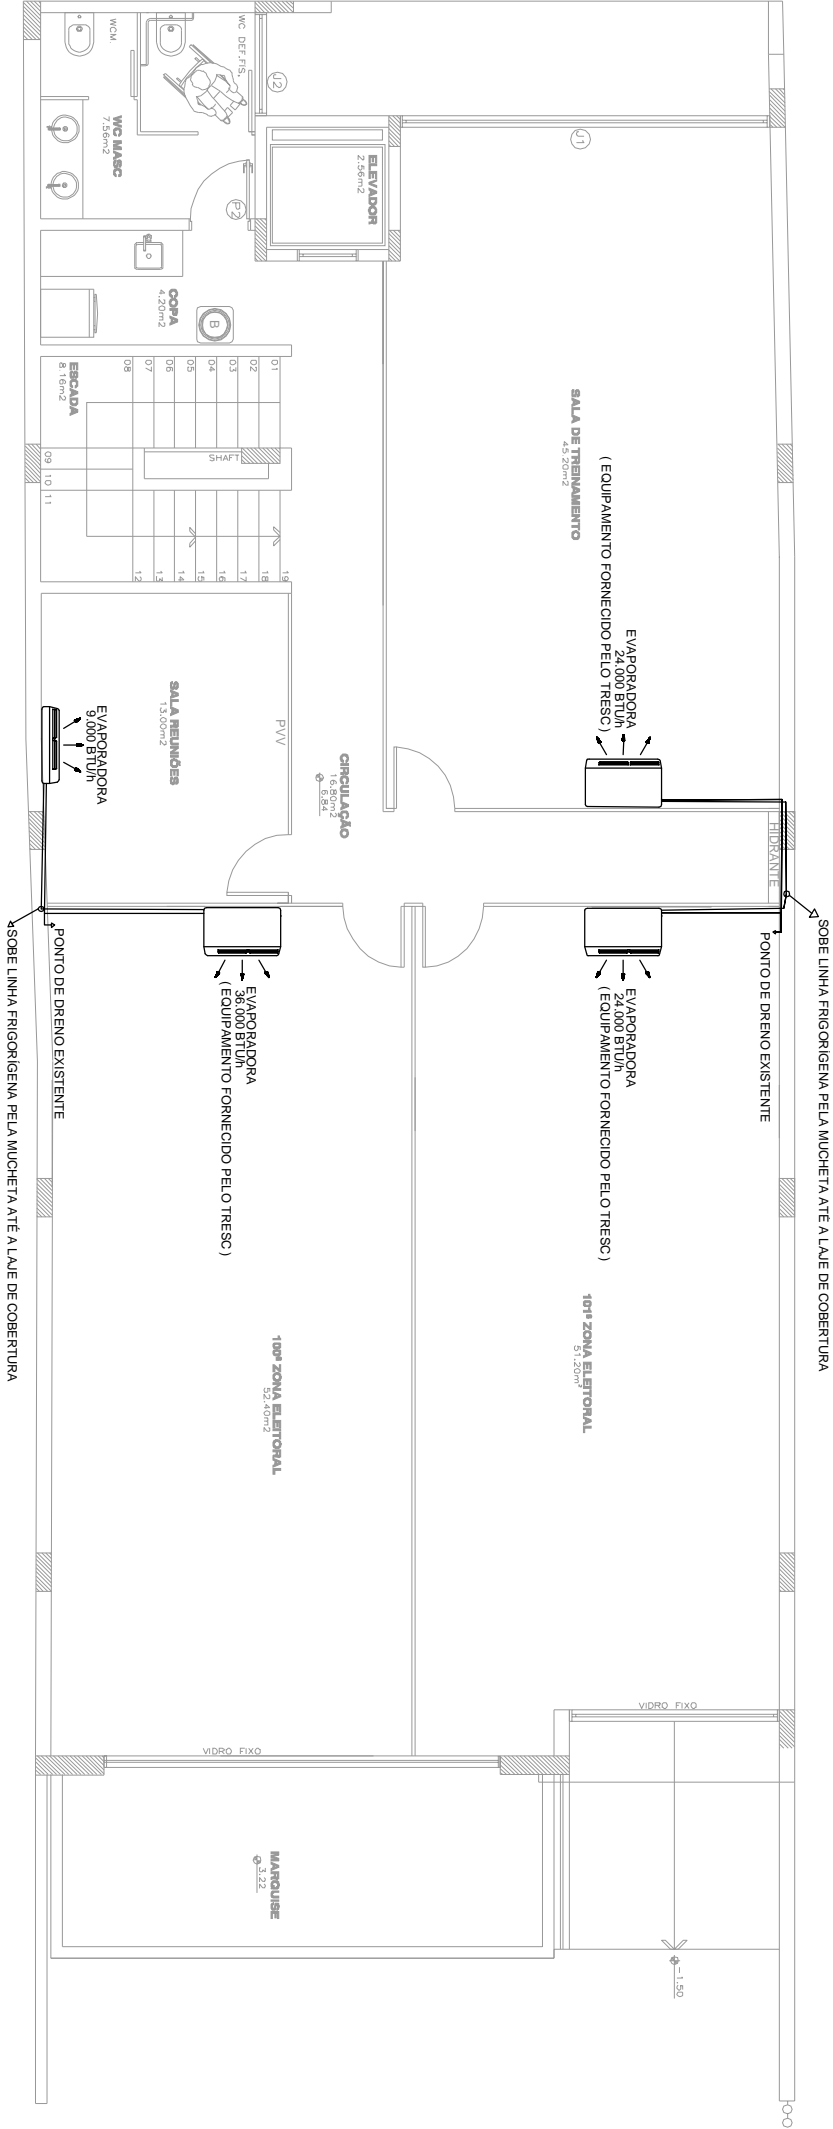 WCM
WC DEF.FIS.
J2
WC MASC
7.56m2
P2
ELEVADOR
2.56m2
J1
COPA
4.20m2
B
ESCADA
8.16m2
01
02
03
04
05
06
07
08
SHAFT
09
10
11
12
13
14
15
16
17
18
19
SALA DE TREINAMENTO
45.20m2
( EQUIPAMENTO FORNECIDO PELO TRESC )
EVAPORADORA
24.000 BTU/h
SALA REUNIÕES
13.00m2
PVV
EVAPORADORA
9.000 BTU/h
CIRCULAÇÃO
16.80m2
6.84
HIDRANTE
SOBE LINHA FRIGORÍGENA PELA MUCHETA ATÉ A LAJE DE COBERTURA
PONTO DE DRENO EXISTENTE
EVAPORADORA
24.000 BTU/h
( EQUIPAMENTO FORNECIDO PELO TRESC )
EVAPORADORA
36.000 BTU/h
( EQUIPAMENTO FORNECIDO PELO TRESC )
PONTO DE DRENO EXISTENTE
SOBE LINHA FRIGORÍGENA PELA MUCHETA ATÉ A LAJE DE COBERTURA
101ª ZONA ELEITORAL
51.20m²
100ª ZONA ELEITORAL
52.40m2
VIDRO FIXO
VIDRO FIXO
MARQUISE
3.22
-1.50